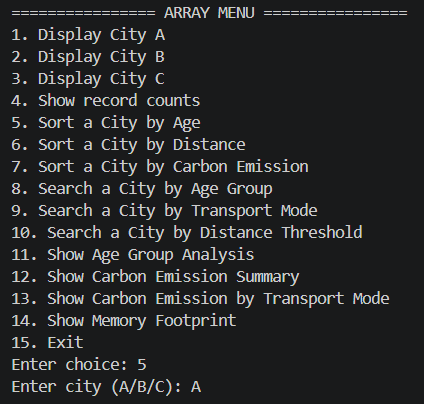 ================ ARRAY MENU ================
1. Display City A
2. Display City B
3. Display City C
4. Show record counts
5. Sort a City by Age
6. Sort a City by Distance
7. Sort a City by Carbon Emission
8. Search a City by Age Group
9. Search a City by Transport Mode
10. Search a City by Distance Threshold
11. Show Age Group Analysis
12. Show Carbon Emission Summary
13. Show Carbon Emission by Transport Mode
14. Show Memory Footprint
15. Exit
Enter choice: 5
Enter city (A/B/C): A